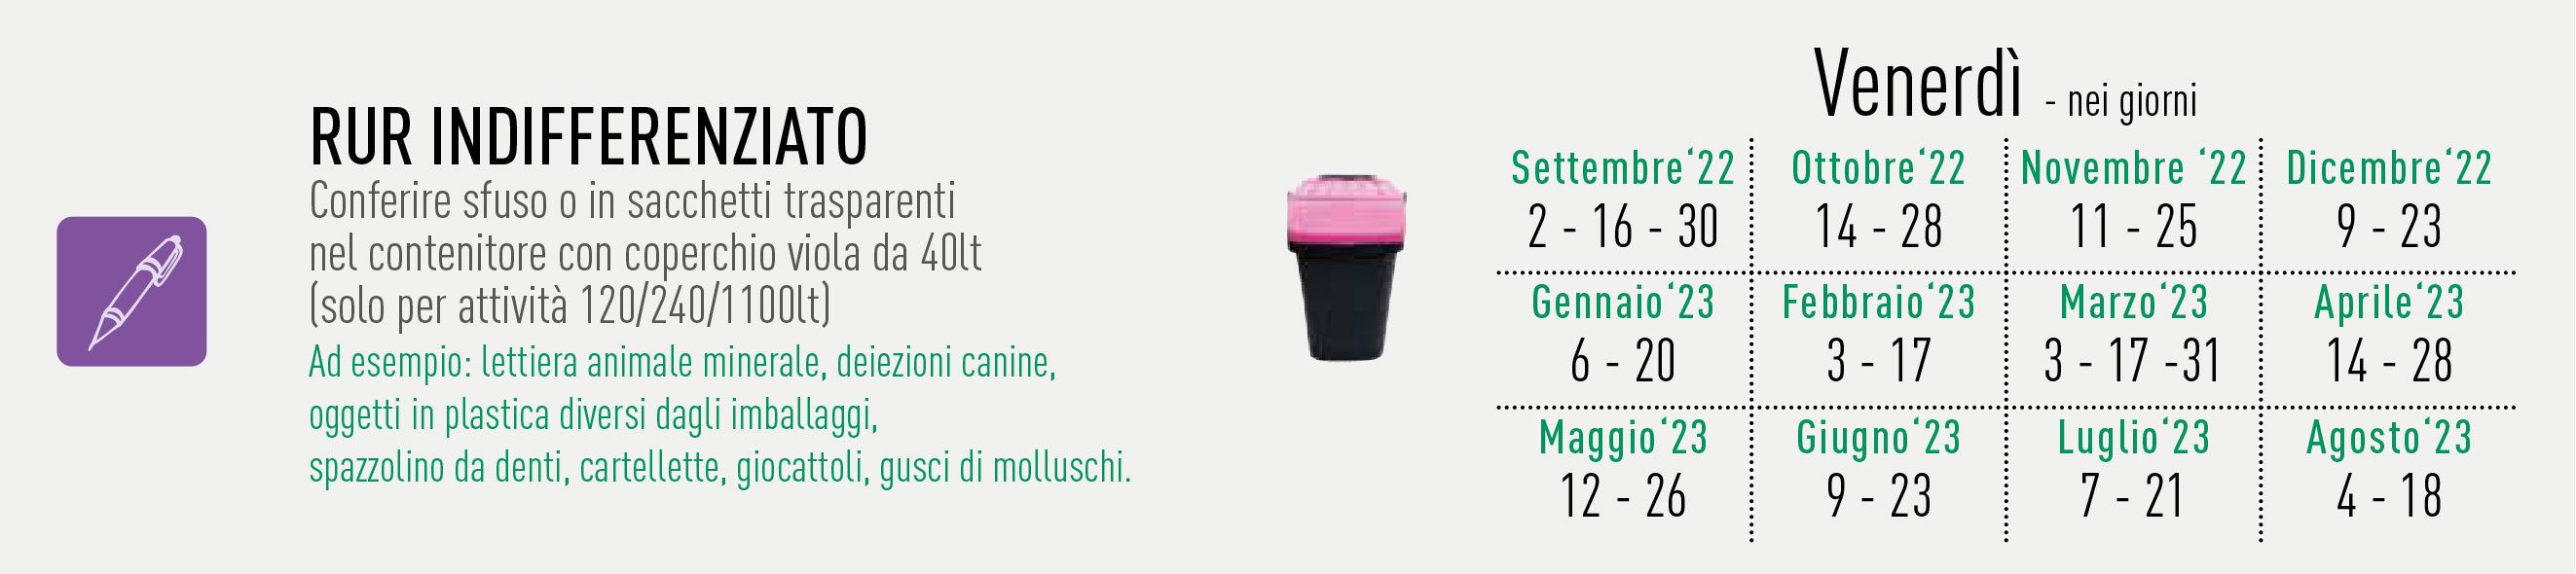 RUR INDIFFERENZIATO
Conferire sfuso o in sacchetti trasparenti
nel contenitore con coperchio viola da 40lt
(solo per attività 120/240/1100lt)
Ad esempio: lettiera animale minerale, deiezioni canine,
oggetti in plastica diversi dagli imballaggi,
spazzolino da denti, cartellette, giocattoli, gusci di molluschi.
Venerdì - nei giorni
Settembre‘22 Ottobre‘22 Novembre ‘22 Dicembre‘22
2 - 16 - 30 14 - 28 11 - 25 9 - 23
Gennaio‘23 Febbraio‘23 Marzo‘23 Aprile‘23
6 - 20 3 - 17 3 - 17 -31 14 - 28
Maggio‘23 Giugno‘23 Luglio‘23 Agosto‘23
12 - 26 9 - 23 7 - 21 4 - 18